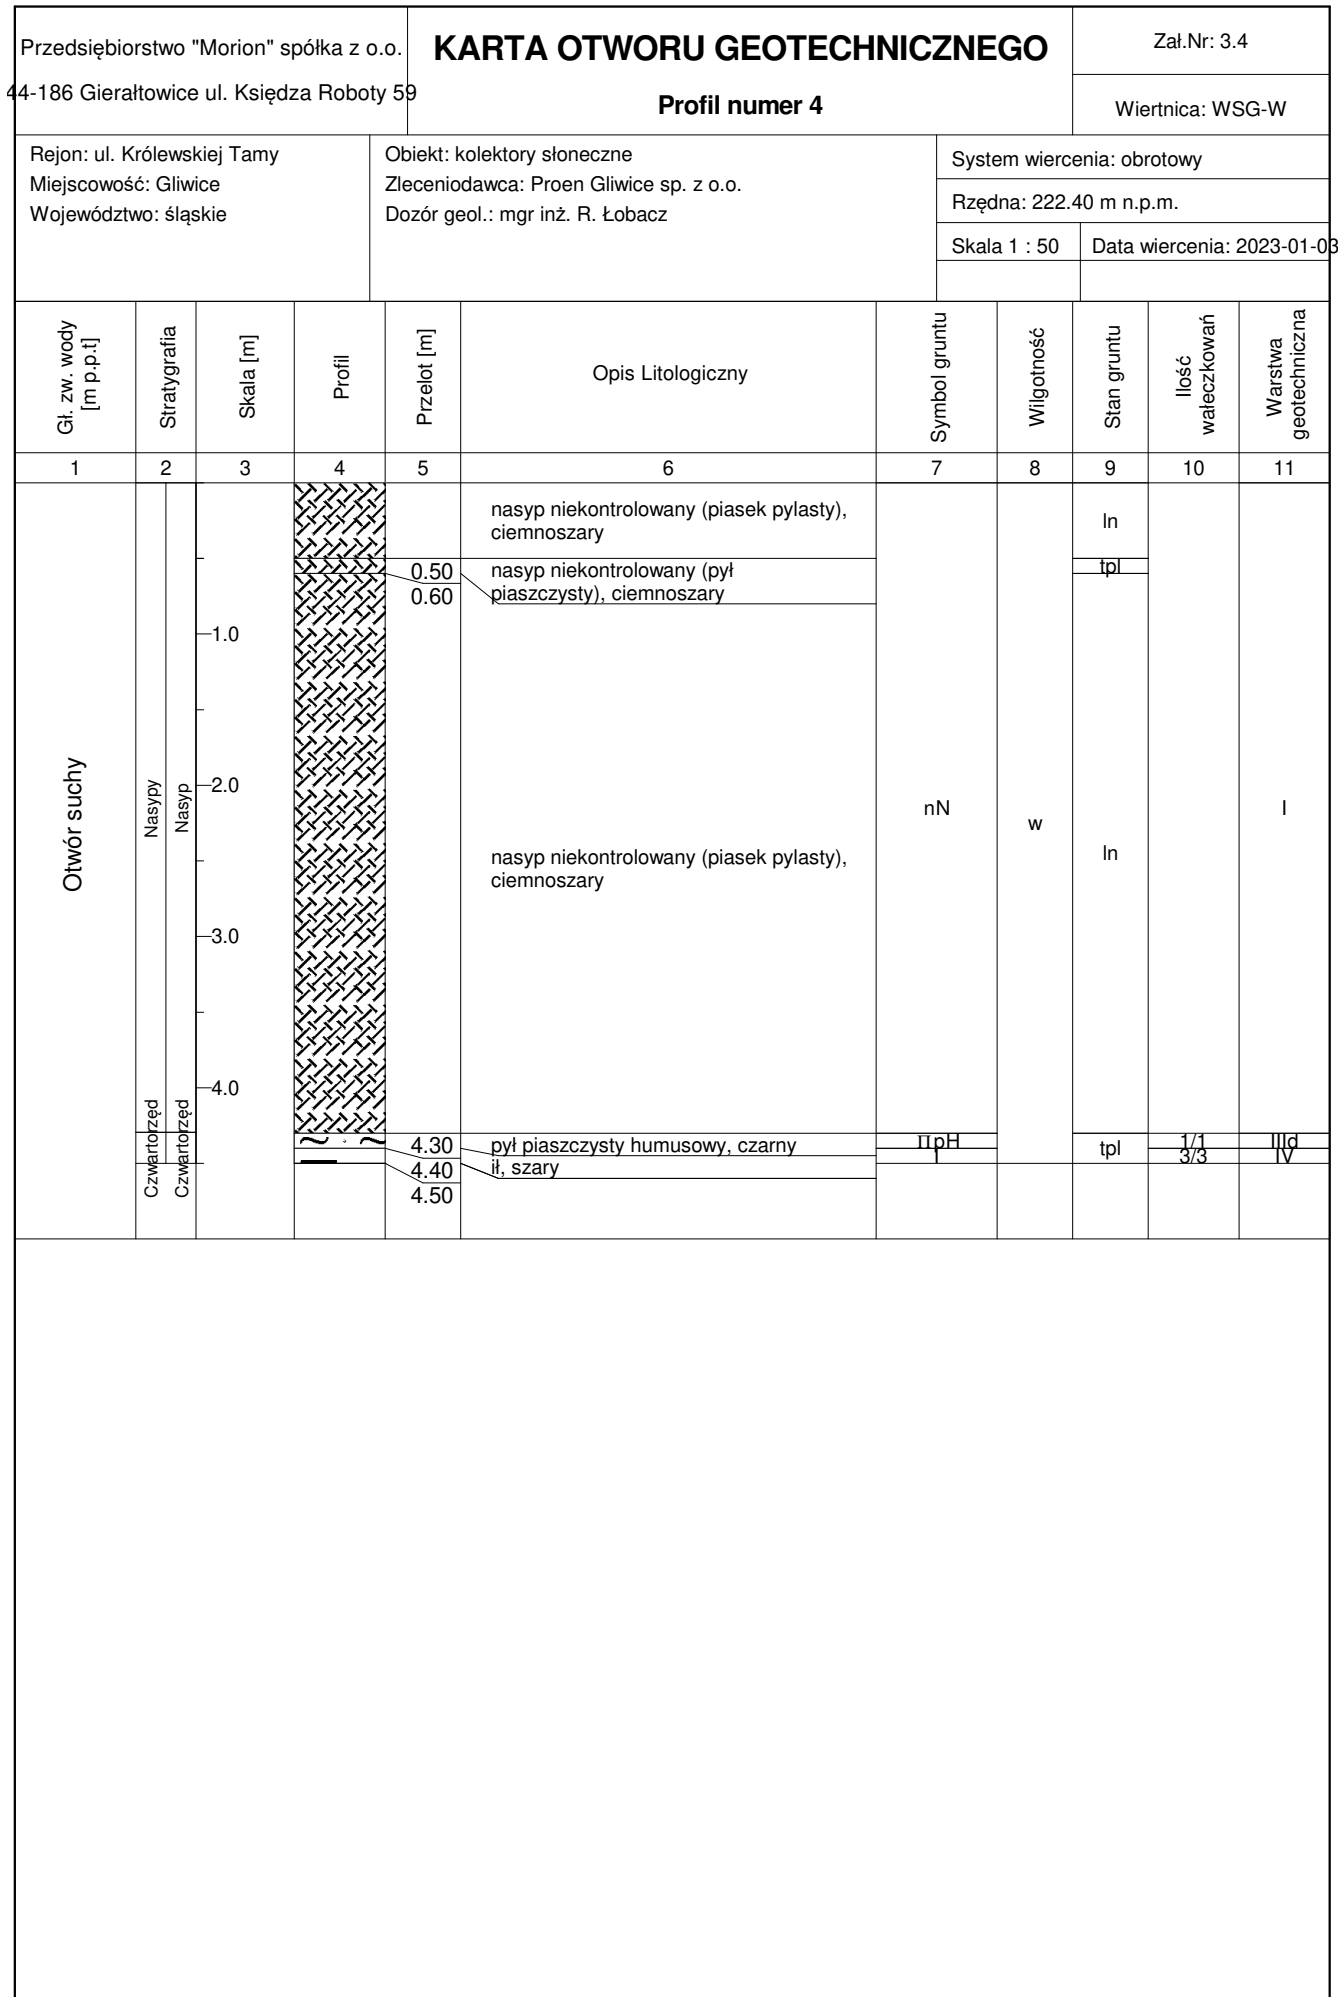 Przedsiębiorstwo "Morion" spółka z o.o.
44-186 Gierałtowice ul. Księdza Roboty 59
KARTA OTWORU GEOTECHNICZNEGO
Profil numer 4
Zał.Nr: 3.4
Wiertnica: WSG-W
Rejon: ul. Królewskiej Tamy
Miejscowość: Gliwice
Województwo: śląskie
Obiekt: kolektory słoneczne
Zleceniodawca: Proen Gliwice sp. z o.o.
Dozór geol.: mgr inż. R. Łobacz
System wiercenia: obrotowy
Rzędna: 222.40 m n.p.m.
Skala 1 : 50
Data wiercenia: 2023-01-03
Gł. zw. wody
[m p.p.t]
Stratygrafia
Skala [m]
Profil
Przelot [m]
Opis Litologiczny
Symbol gruntu
Wilgotność
Stan gruntu
Ilość
wałeczkowań
Warstwa
geotechniczna
1
2
3
4
5
6
7
8
9
10
11
Otwór suchy
Nasypy
Nasyp
Czwartorzęd
Czwartorzęd
1.0
2.0
3.0
4.0
nasyp niekontrolowany (piasek pylasty),
ciemnoszary
ln
0.50
nasyp niekontrolowany (pył
piaszczysty), ciemnoszary
tpl
0.60
nasyp niekontrolowany (piasek pylasty),
ciemnoszary
nN
w
ln
I
4.30
pył piaszczysty humusowy, czarny
ΠpH
tpl
1/1
IIId
4.40
ił, szary
I
3/3
IV
4.50